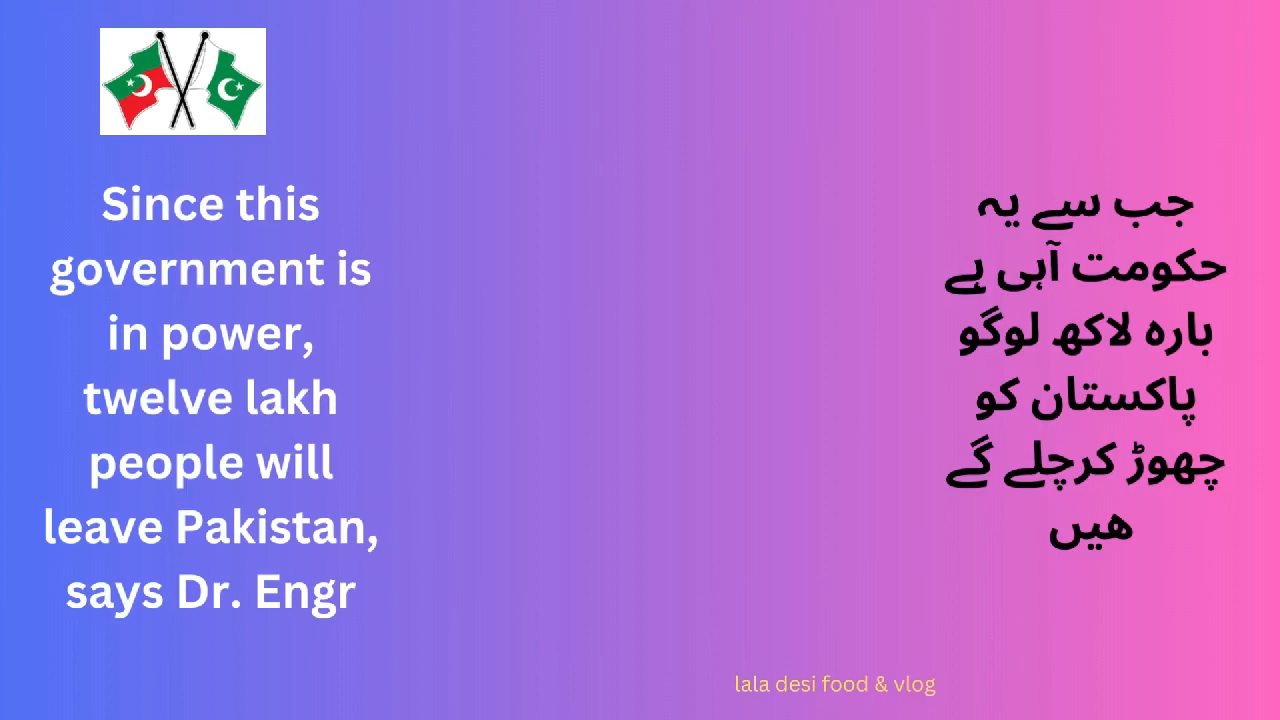 Since this
government is
in power,
twelve lakh
people will
leave Pakistan,
says Dr. Engr
جب سے یہ
حکومت آہی ہے
بارہ لاکھ لوگو
پاکستان کو
چھوڑ کرچلے گے
ھیں
lala desi food & vlog